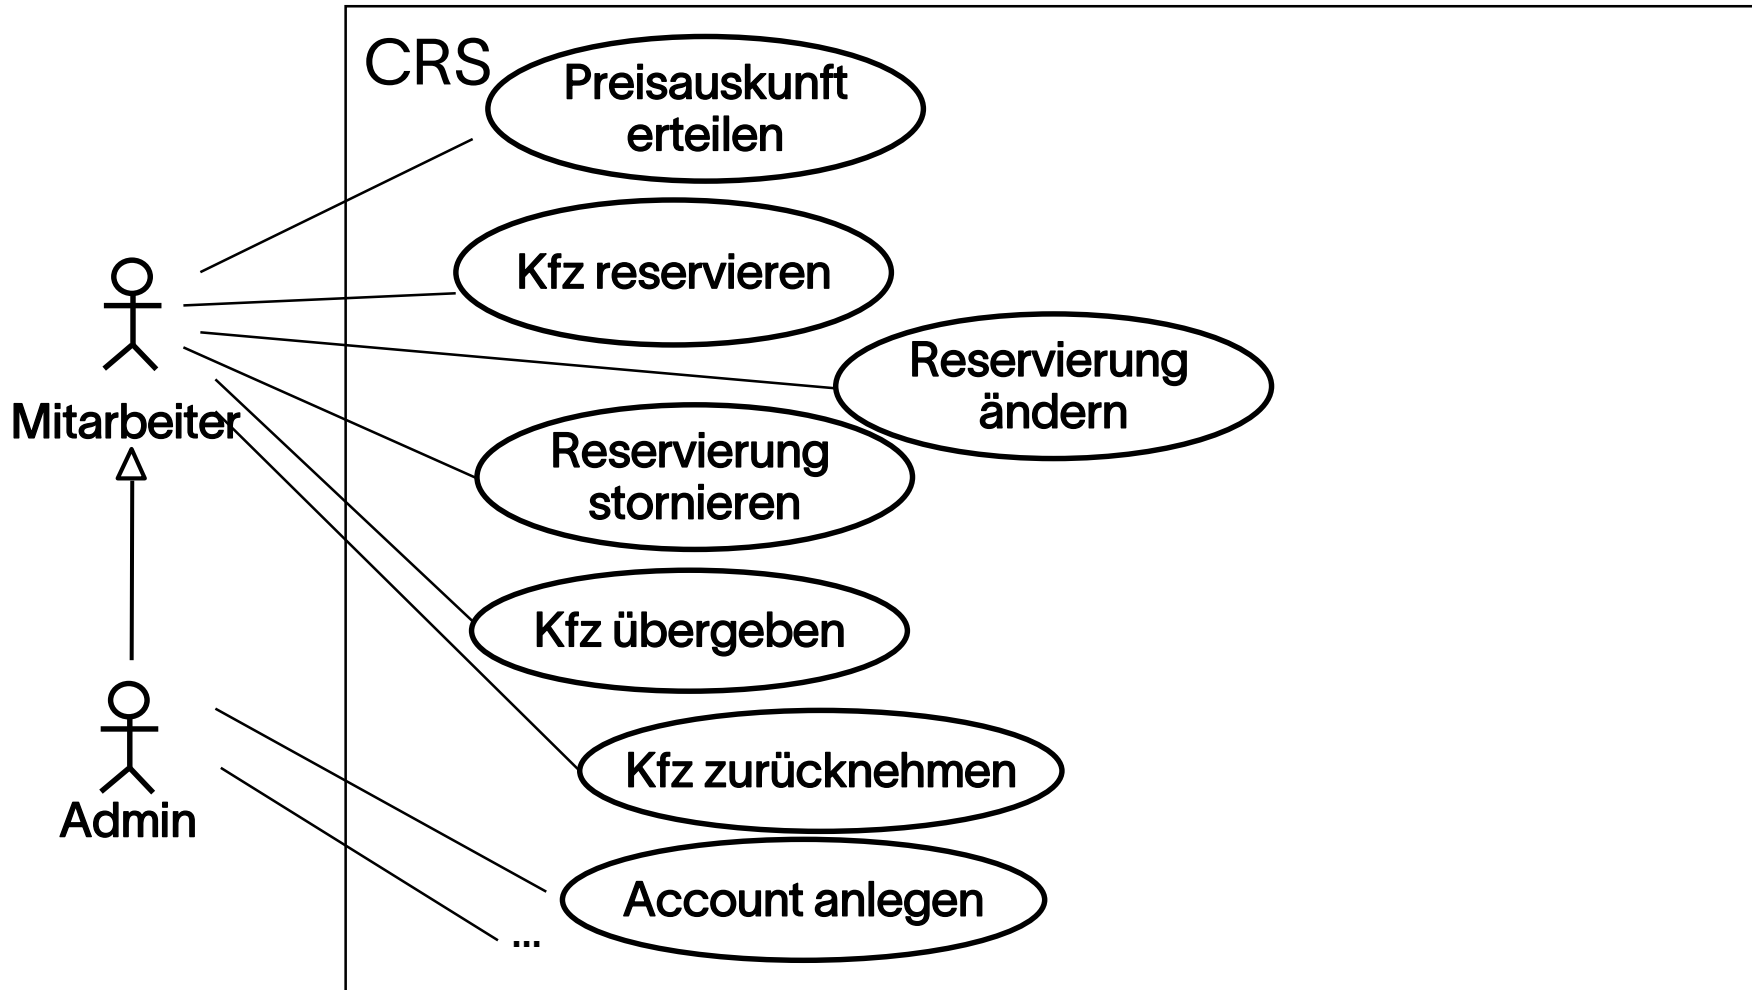 CRS
Preisauskunft
erteilen
Kfz reservieren
Reservierung
ändern
Mitarbeiter
Reservierung
stornieren
Kfz übergeben
Kfz zurücknehmen
Admin
Account anlegen
...